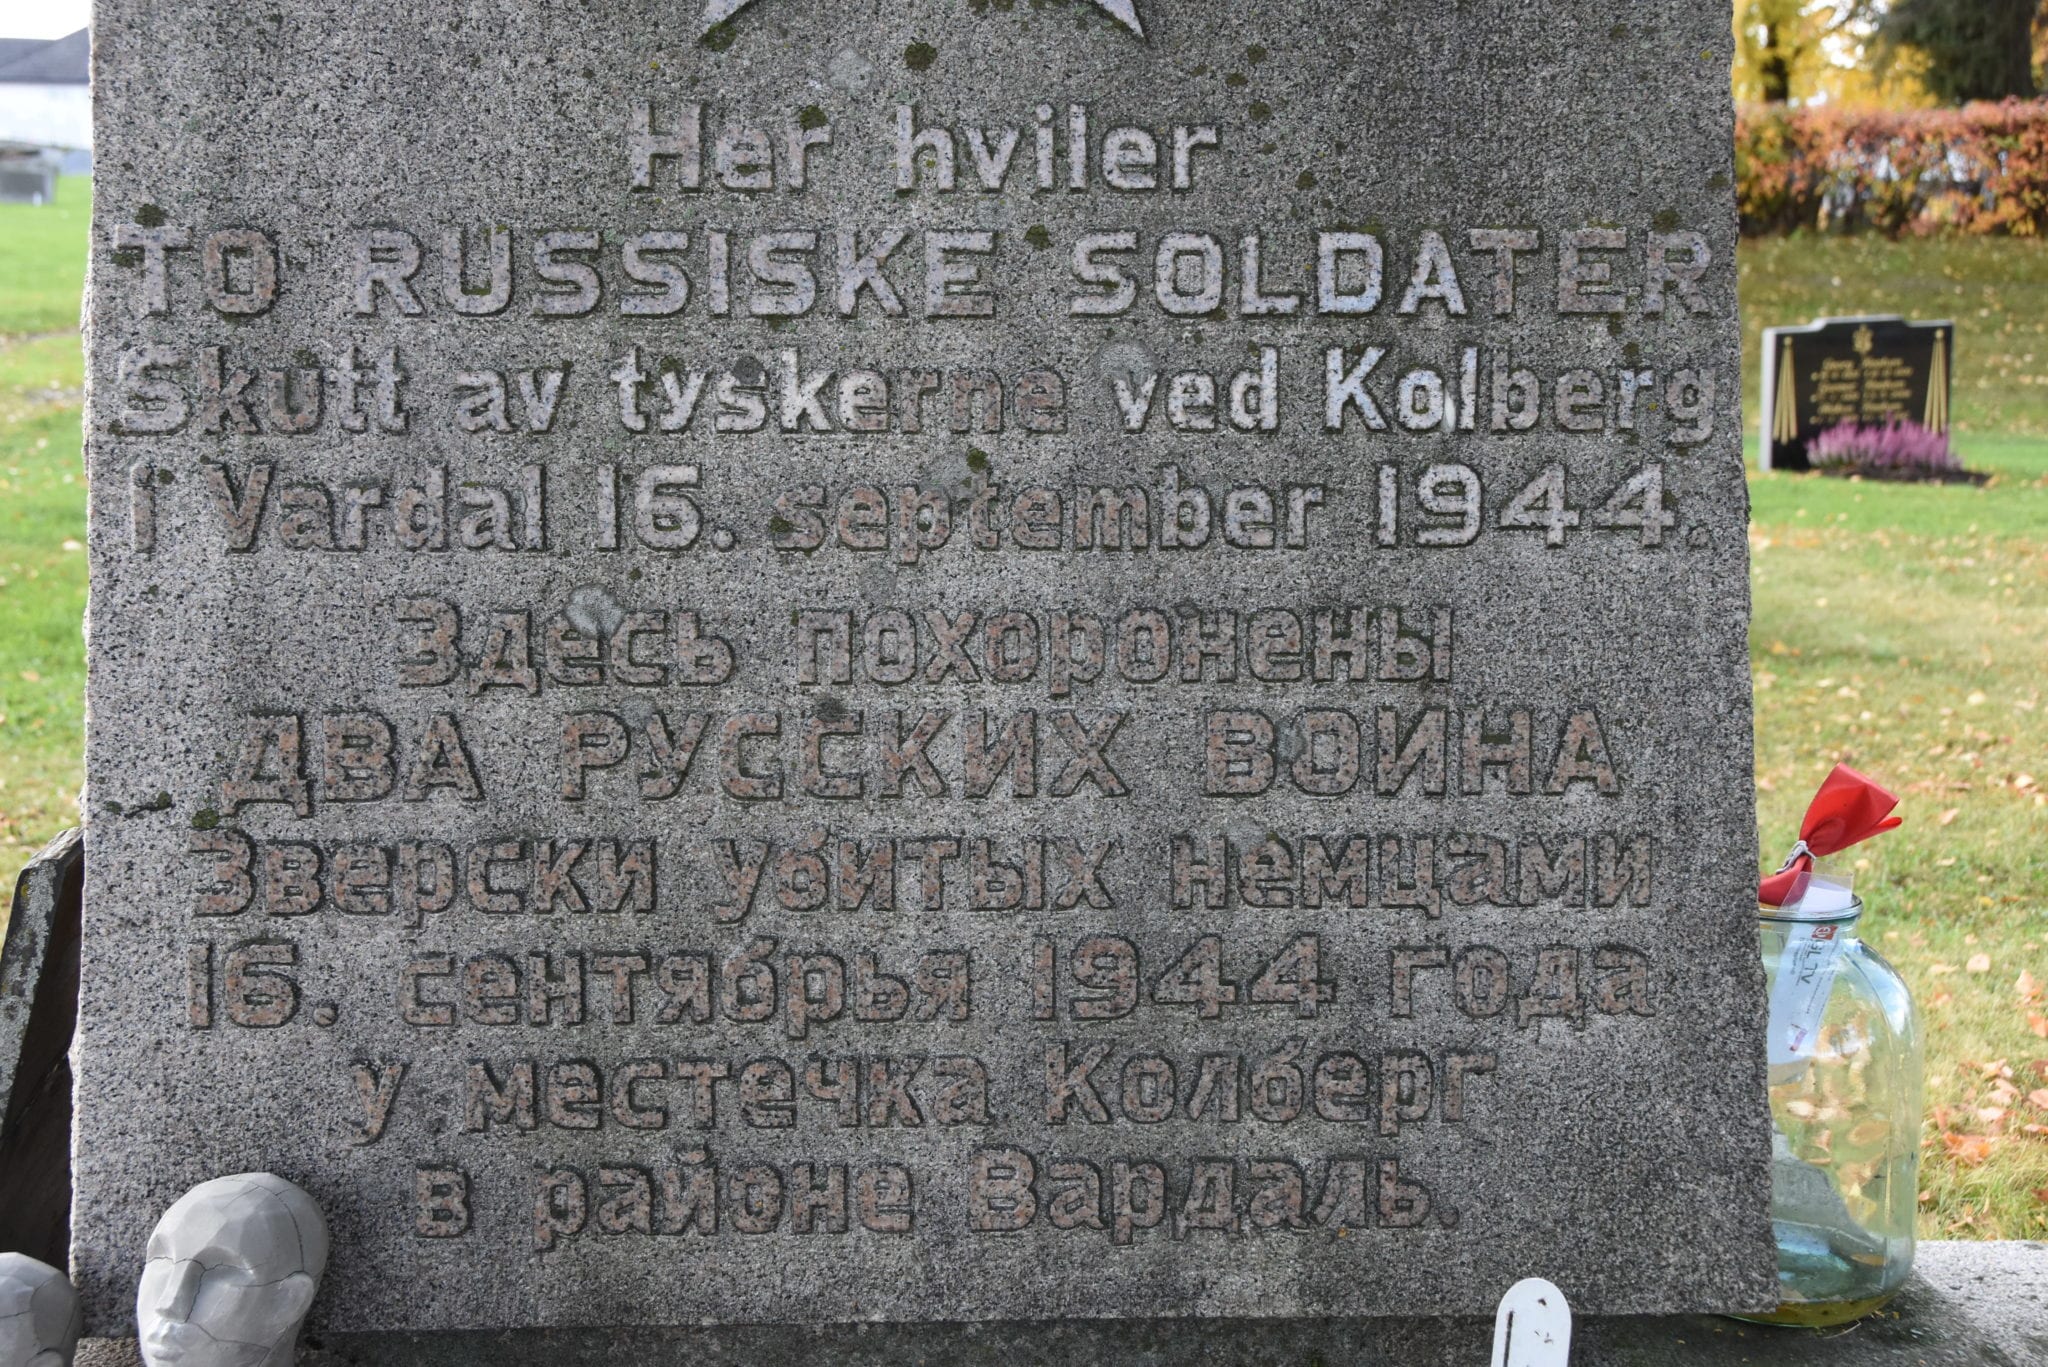 Her hviler
TO RUSSISKE SOLDATER
Skutt av tyskerne ved Kolberg
i Vardal 16. september 1944.
Здесь похоронены
ДВА РУССКИХ ВОИНА
Зверски убитых немцами
16. сентябрья 1944 года
у местечка Колберг
в районе Вардаль.